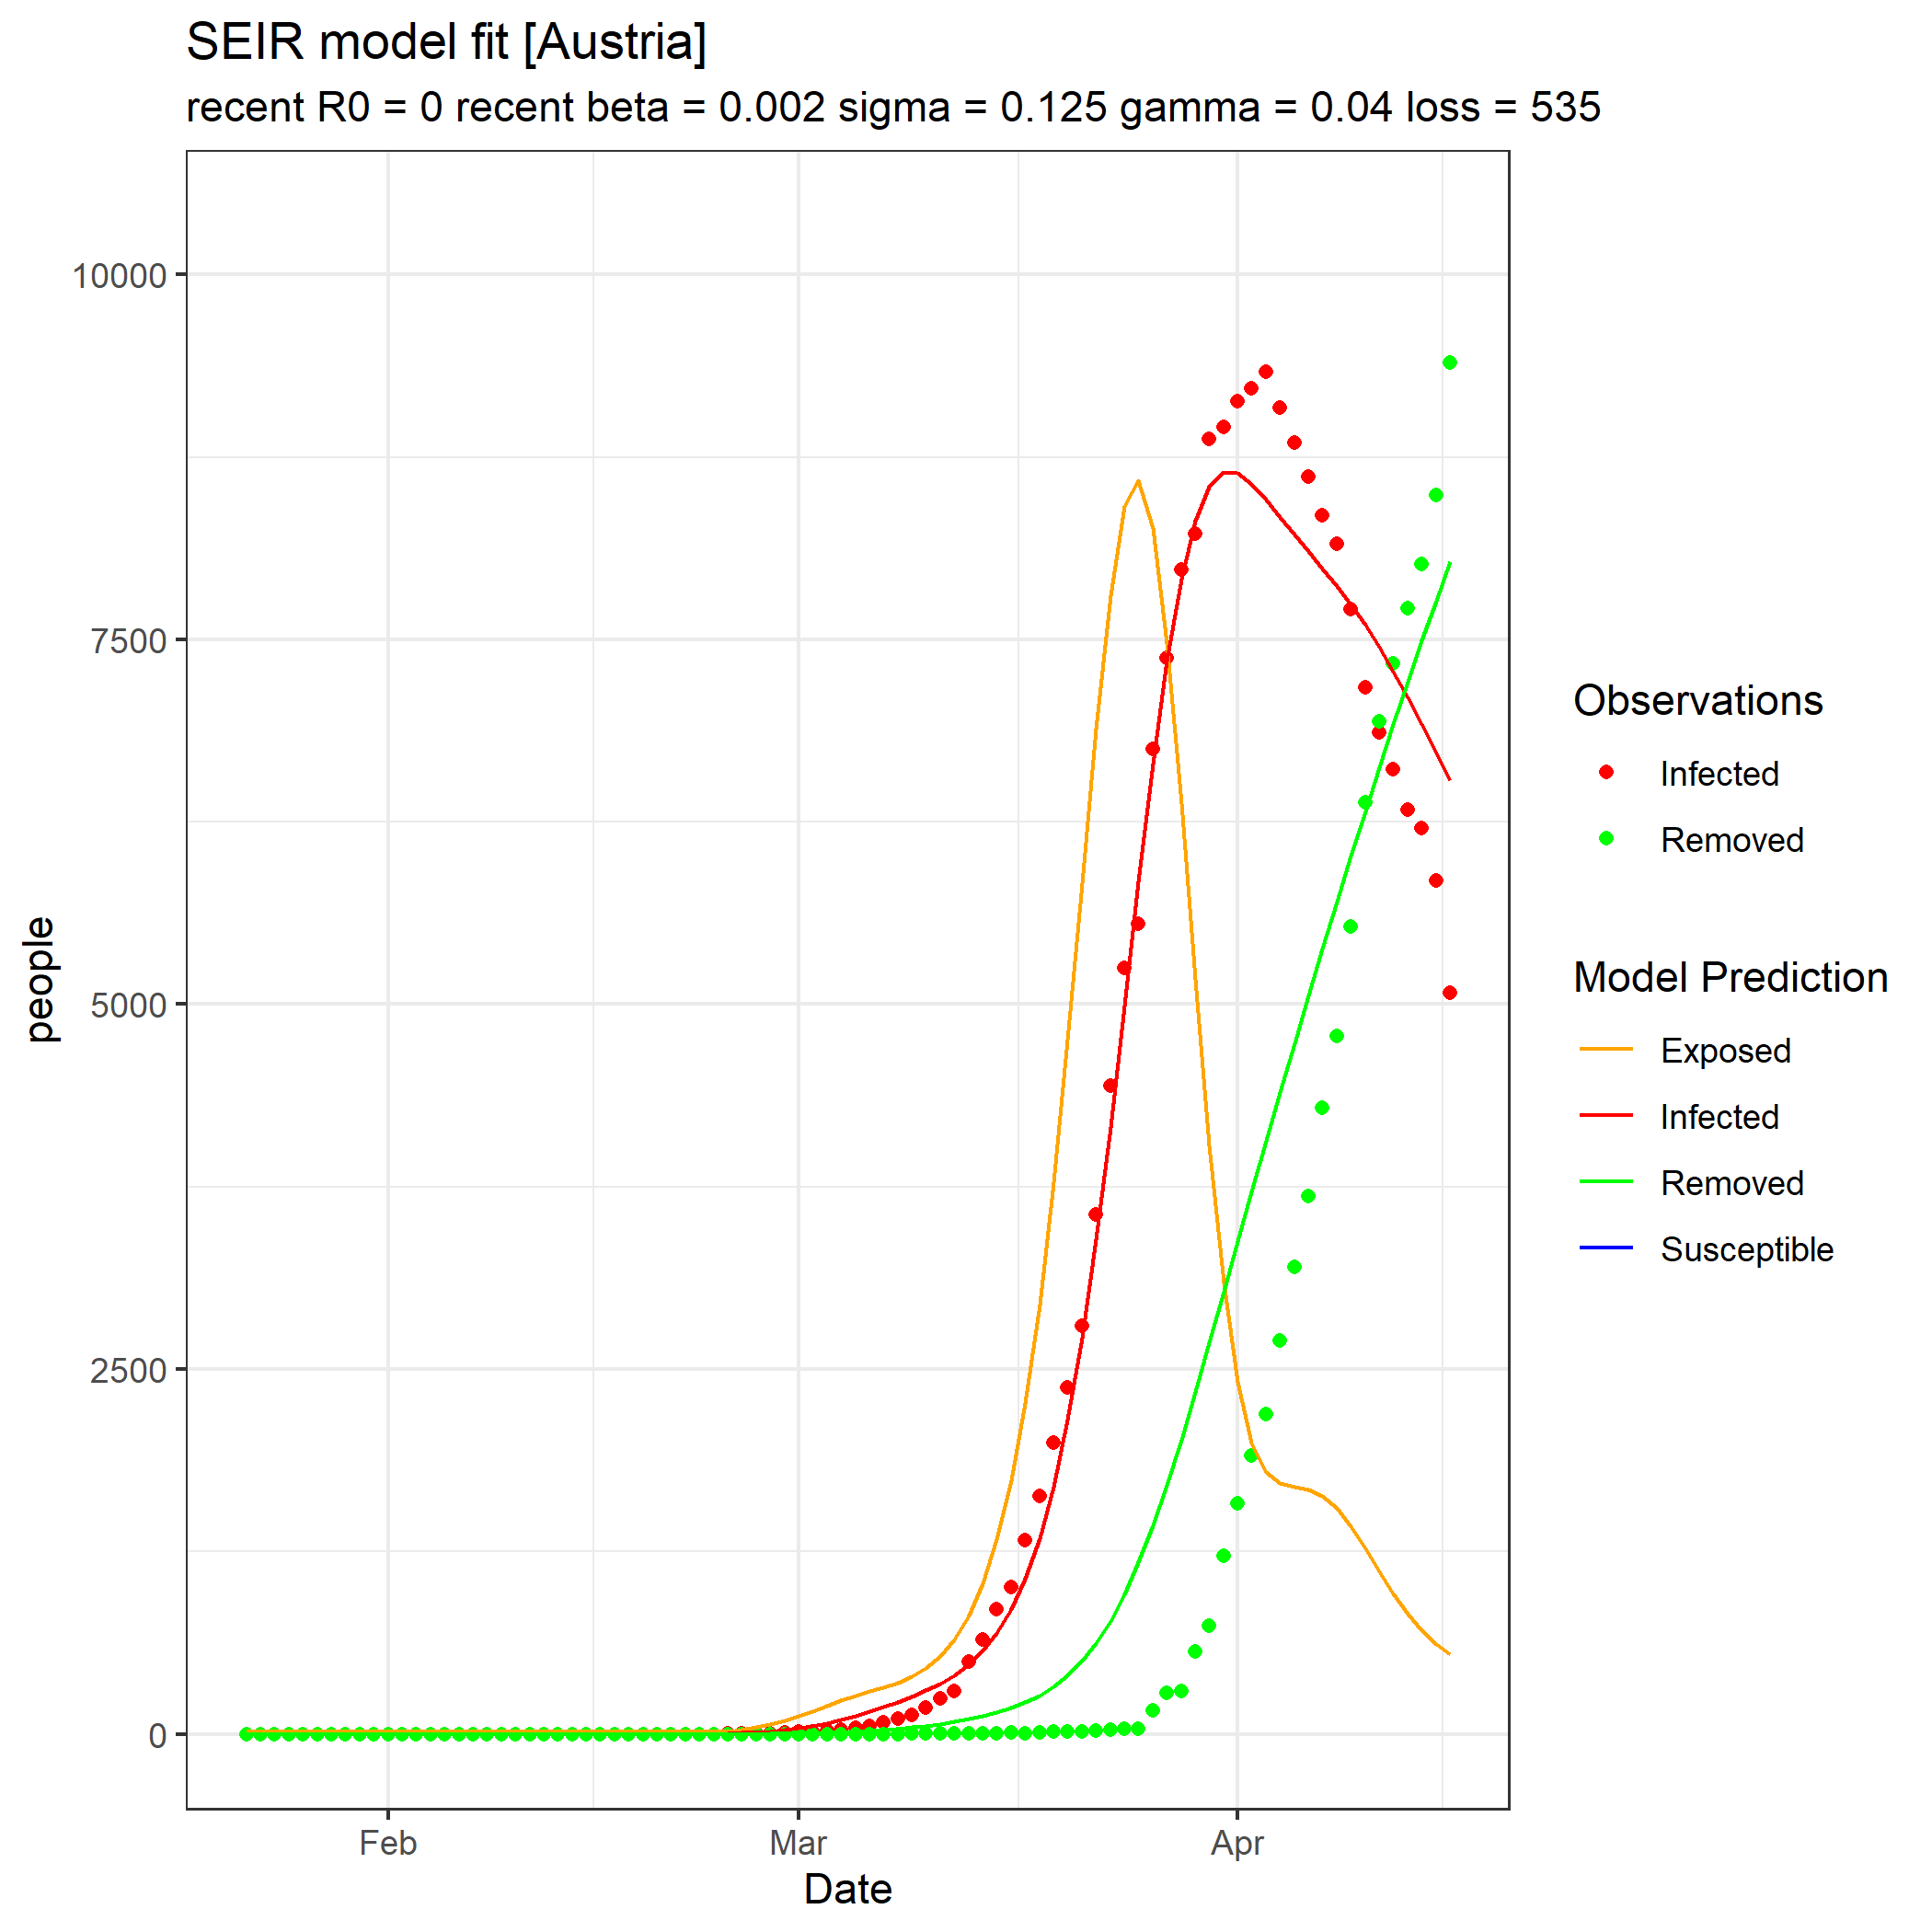 SEIR model fit [Austria]
recent R0 = 0 recent beta = 0.002 sigma = 0.125 gamma = 0.04 loss = 535
10000
7500
5000
2500
0
people
Feb
Mar
Apr
Date
Observations
Infected
Removed
Model Prediction
Exposed
Infected
Removed
Susceptible